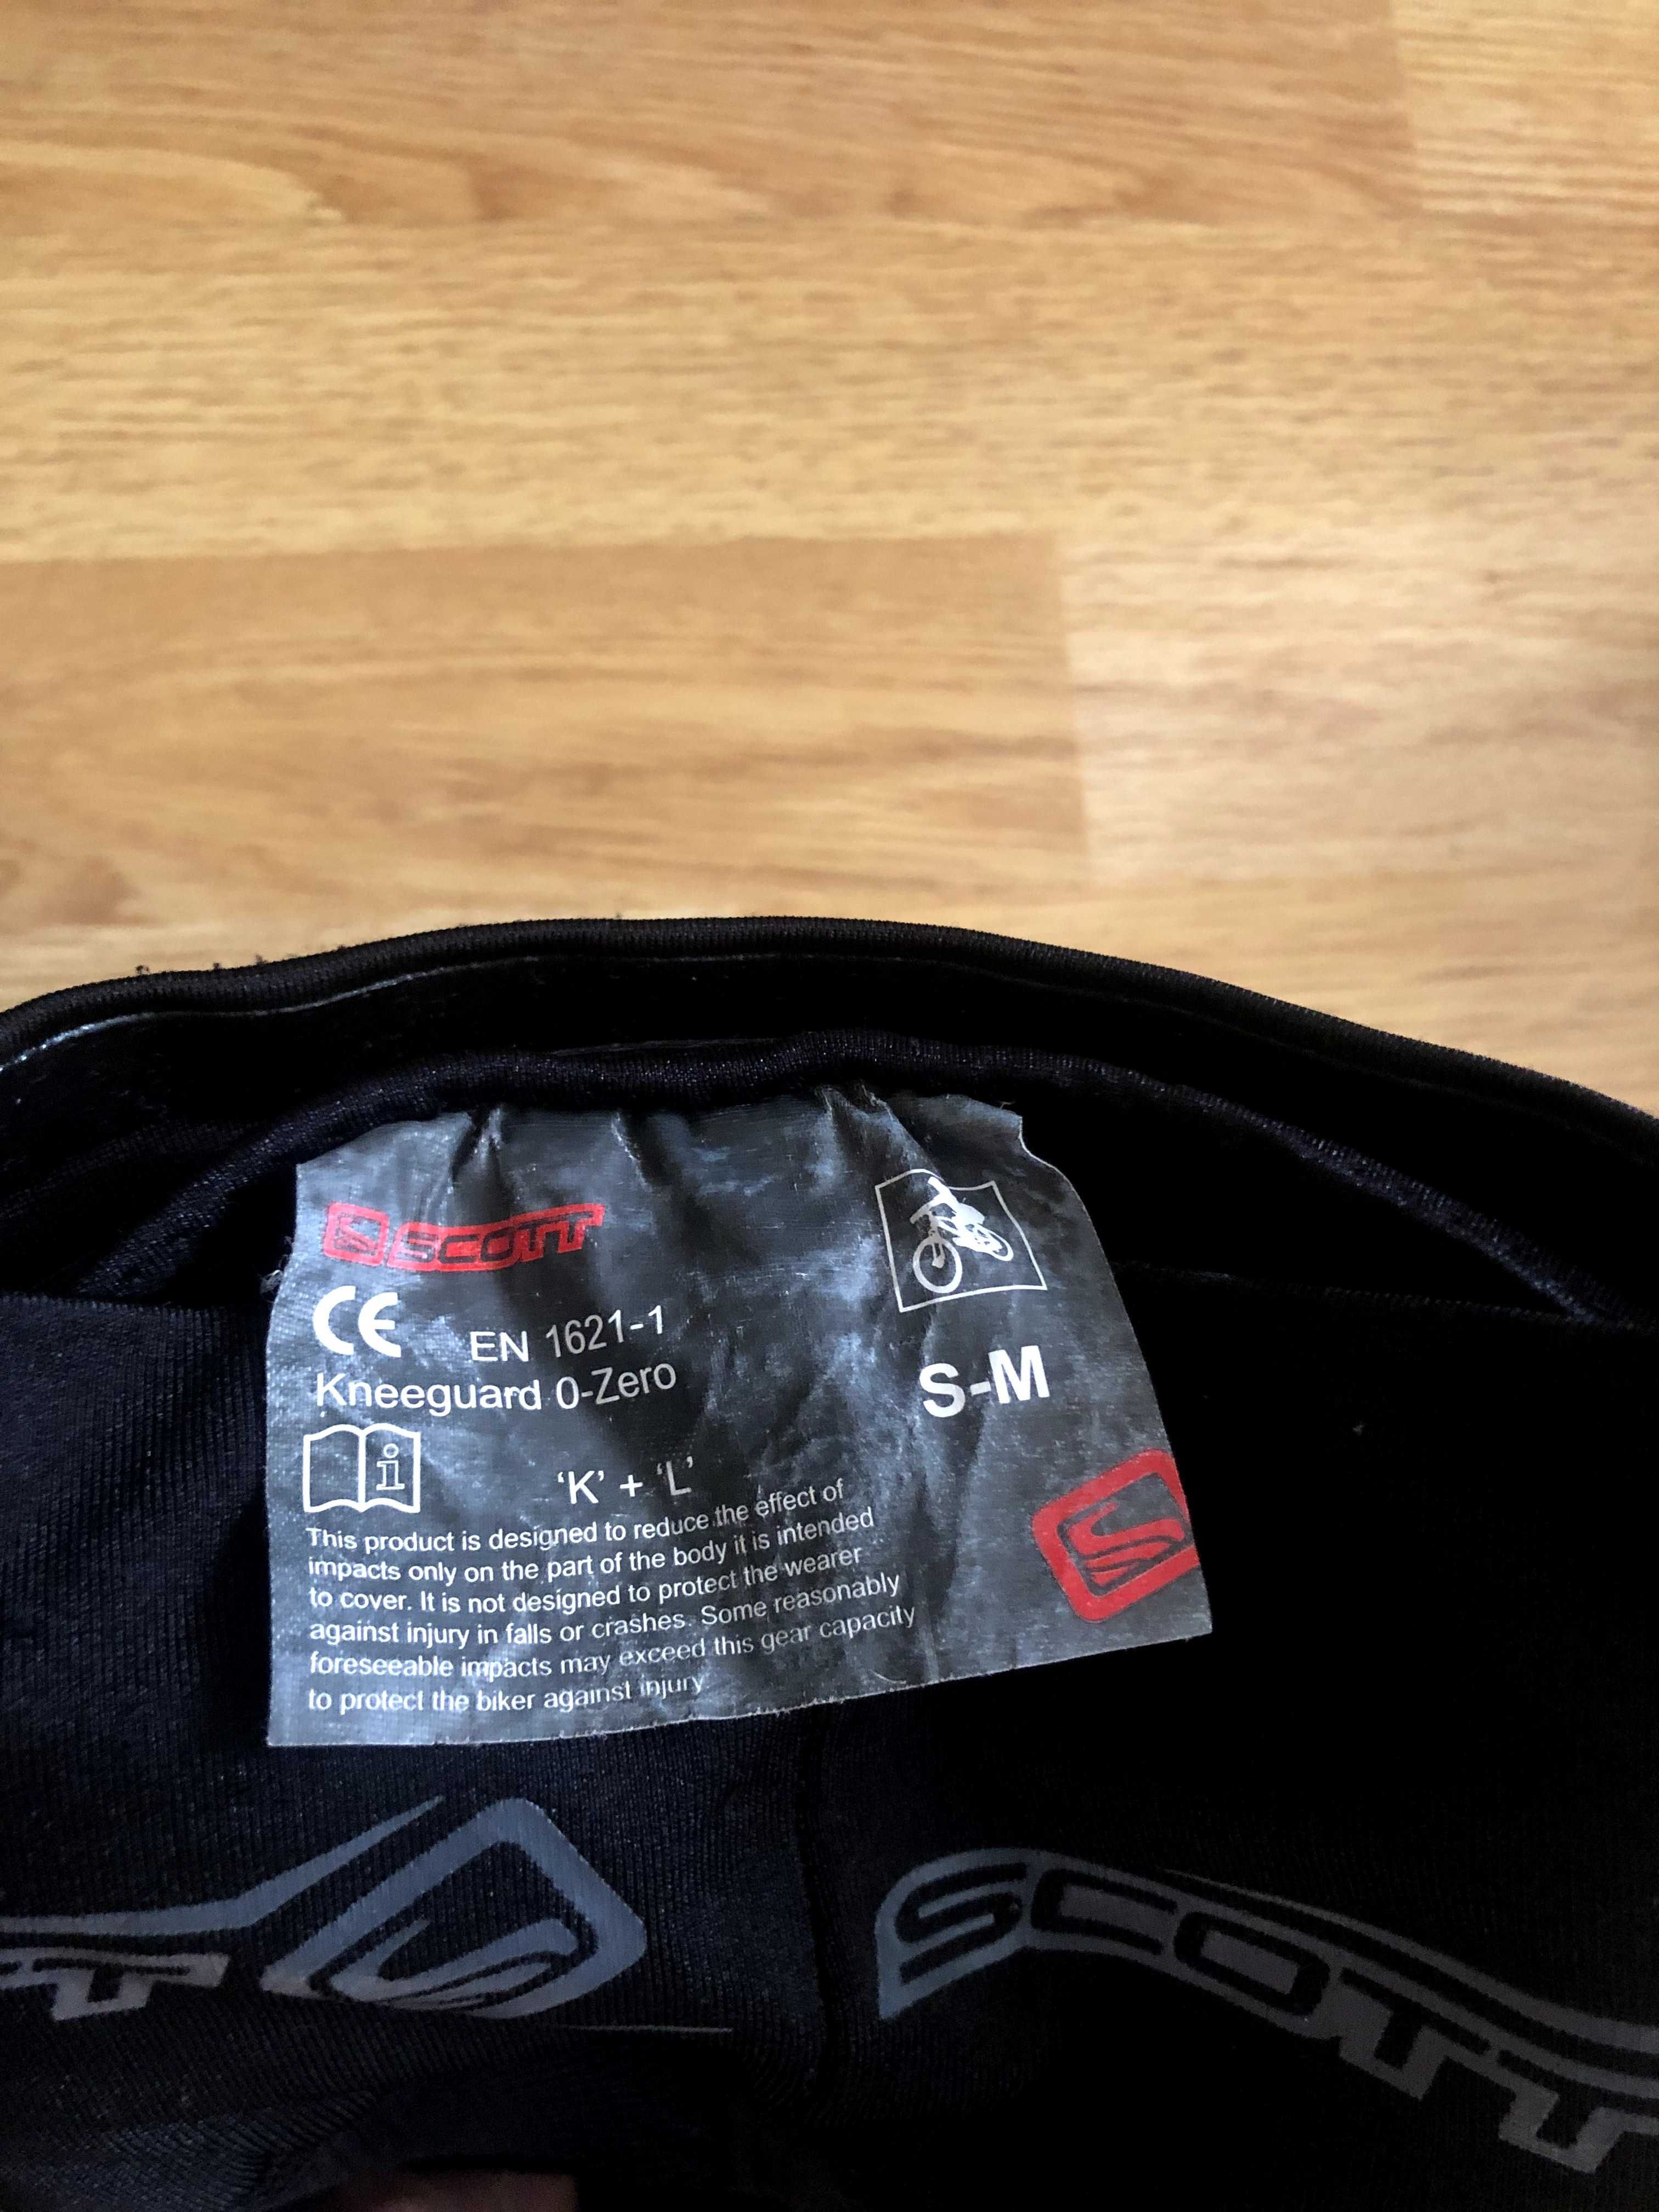 SCOTT
CE EN 1621-1
Kneeguard 0-Zero
S-M
i
'K' + 'L'
This product is designed to reduce the effect of
impacts only on the part of the body it is intended
to cover. It is not designed to protect the wearer
against injury in falls or crashes. Some reasonably
foreseeable impacts may exceed this gear capacity
to protect the biker against injury
TT
SCOTT